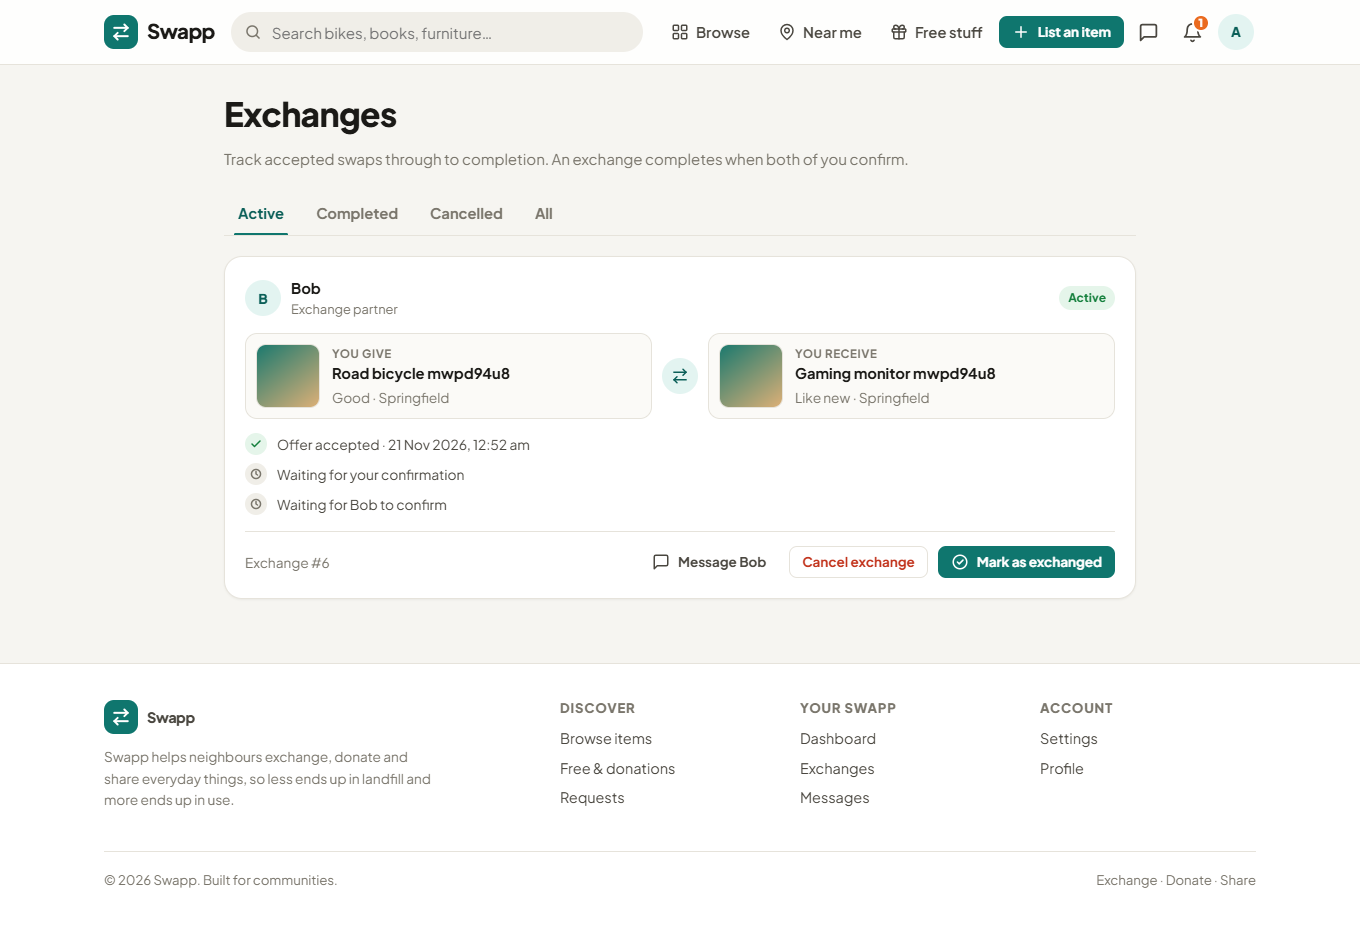 Swapp
Search bikes, books, furniture...
Browse
Near me
Free stuff
List an item
1
A
Exchanges
Track accepted swaps through to completion. An exchange completes when both of you confirm.
Active
Completed
Cancelled
All
B
Bob
Exchange partner
Active
YOU GIVE
Road bicycle mwpd94u8
Good · Springfield
YOU RECEIVE
Gaming monitor mwpd94u8
Like new · Springfield
Offer accepted · 21 Nov 2026, 12:52 am
Waiting for your confirmation
Waiting for Bob to confirm
Exchange #6
Message Bob
Cancel exchange
Mark as exchanged
Swapp
Swapp helps neighbours exchange, donate and
share everyday things, so less ends up in landfill and
more ends up in use.
DISCOVER
Browse items
Free & donations
Requests
YOUR SWAPP
Dashboard
Exchanges
Messages
ACCOUNT
Settings
Profile
© 2026 Swapp. Built for communities.
Exchange · Donate · Share